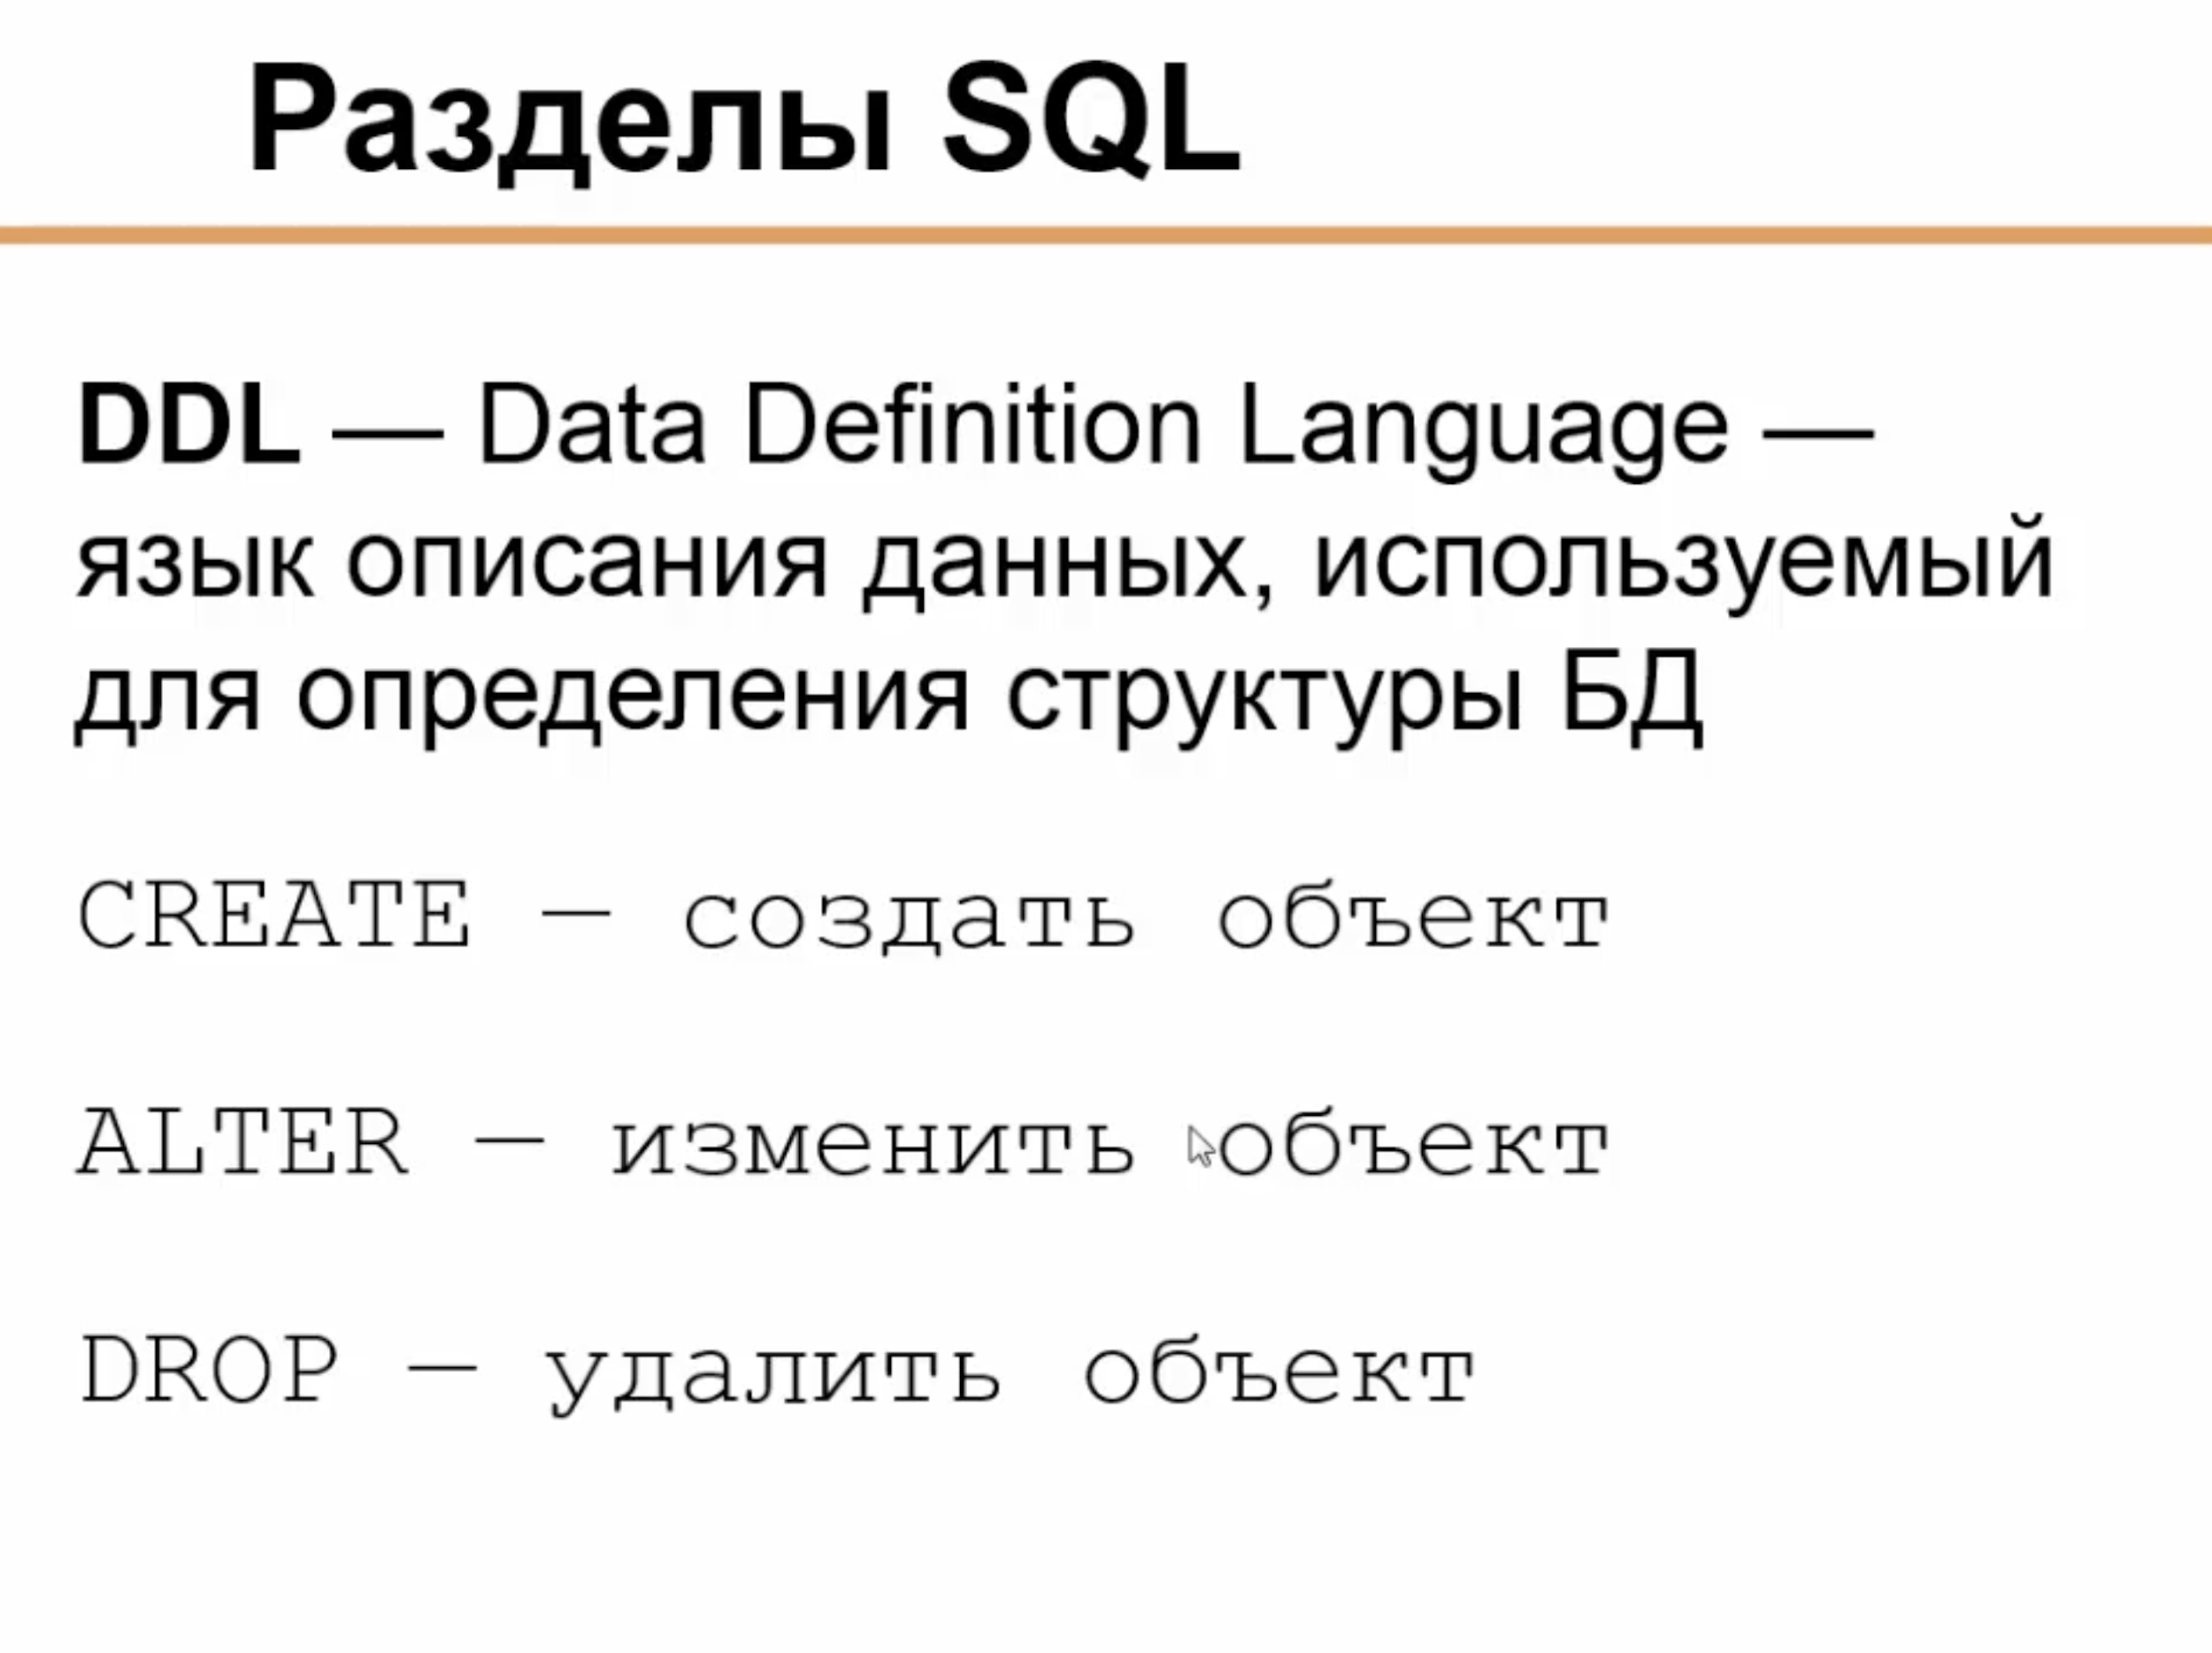 Разделы SQL
DDL — Data Definition Language —
язык описания данных, используемый
для определения структуры БД
CREATE – создать объект
ALTER – изменить объект
DROP – удалить объект